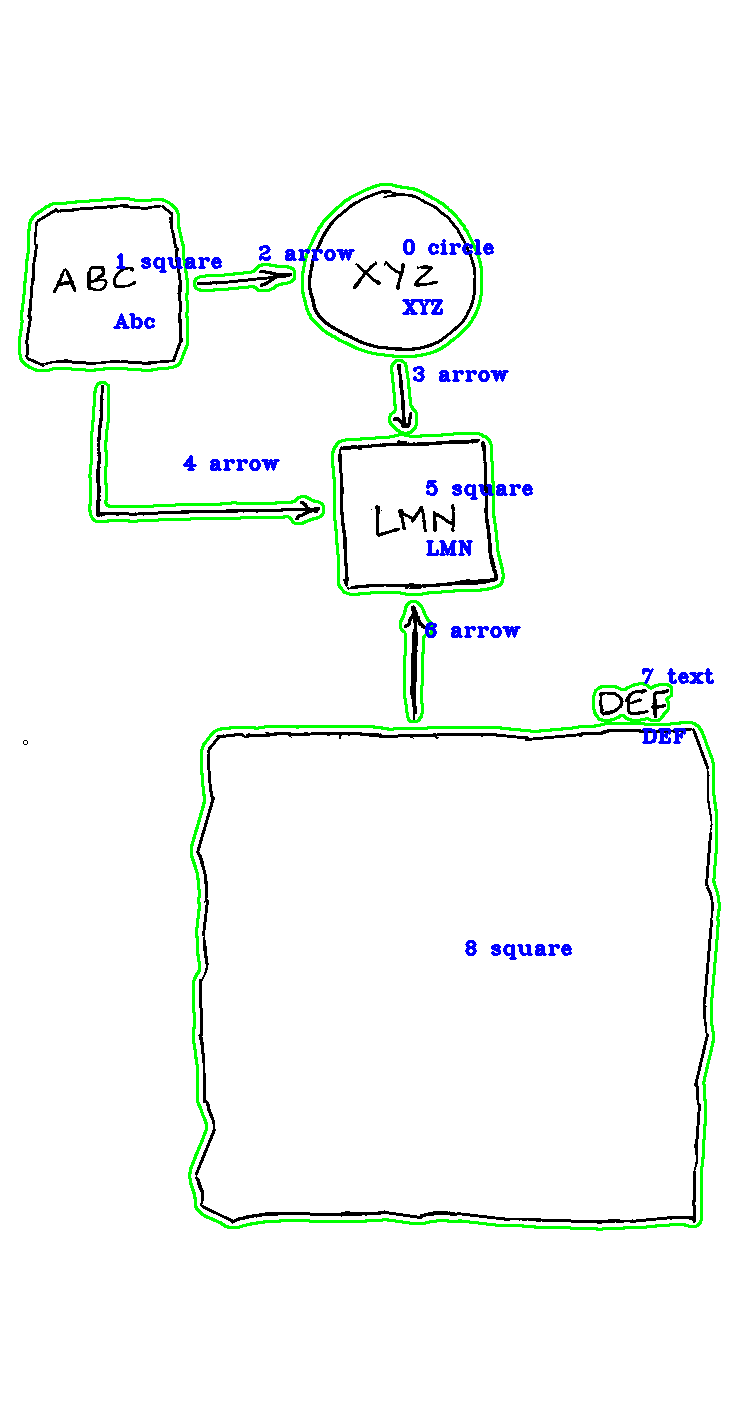 0 circle
1 square
2 arrow
ABC
XYZ
Abc
XYZ
3 arrow
4 arrow
5 square
LMN
LMN
6 arrow
7 text
DEF
DEF
8 square